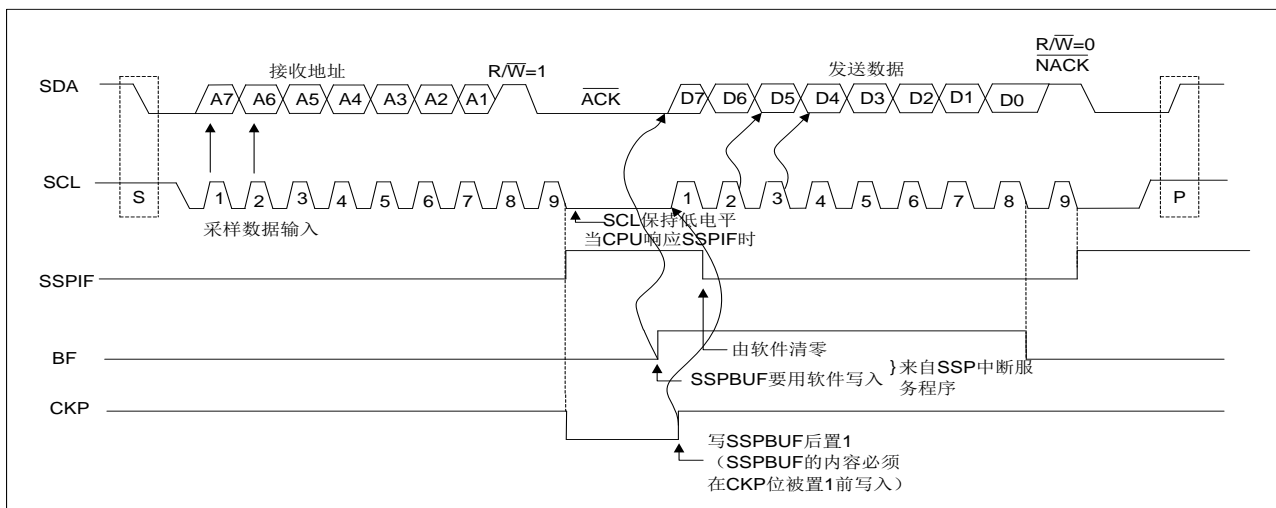 R/W=0
NACK
接收地址
R/W=1
发送数据
SDA
A7 A6 A5 A4 A3 A2 A1
ACK
D7 D6 D5 D4 D3 D2 D1 D0
SCL
S
1 2 3 4 5 6 7 8 9
1 2 3 4 5 6 7 8 9
P
采样数据输入
SCL保持低电平
当CPU响应SSPIF时
SSPIF
由软件清零
BF
SSPBUF要用软件写入
}来自SSP中断服
务程序
CKP
写SSPBUF后置1
（SSPBUF的内容必须
在CKP位被置1前写入）